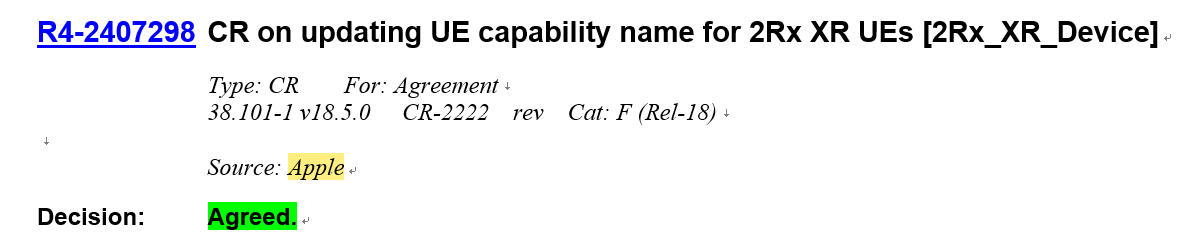 R4-2407298 CR on updating UE capability name for 2Rx XR UEs [2Rx_XR_Device]
Type: CR For: Agreement
38.101-1 v18.5.0 CR-2222 rev Cat: F (Rel-18)
Source: Apple
Decision: Agreed.